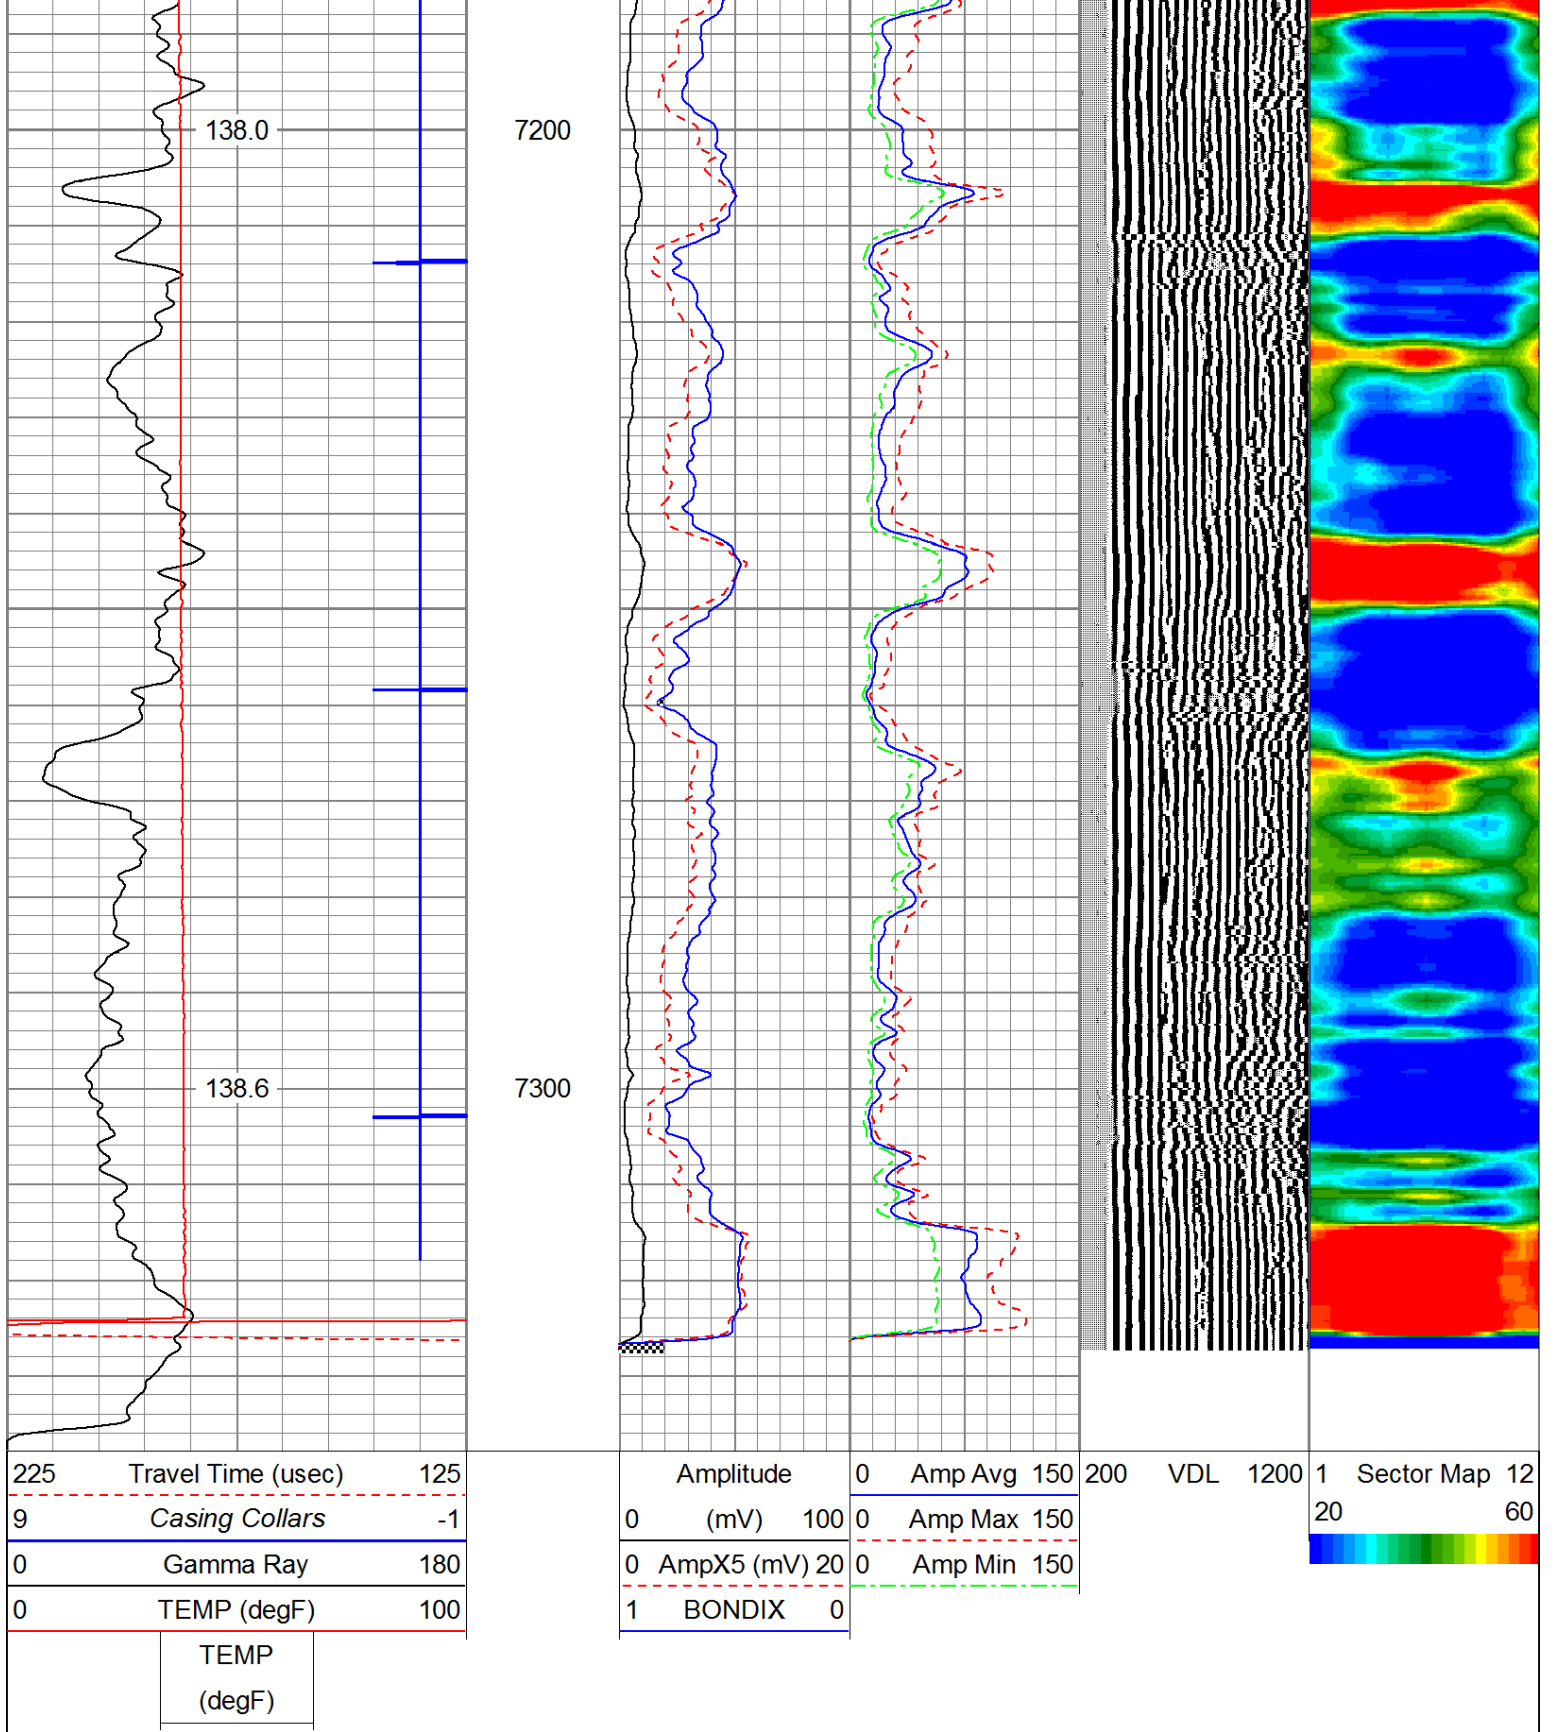 138.0
7200
138.6
7300
225 Travel Time (usec) 125
9 Casing Collars -1
0 Gamma Ray 180
0 TEMP (degF) 100
TEMP
(degF)
Amplitude
0 (mV) 100
0 AmpX5 (mV) 20
1 BONDIX 0
0 Amp Avg 150
0 Amp Max 150
0 Amp Min 150
200 VDL 1200
1 Sector Map 12
20 60